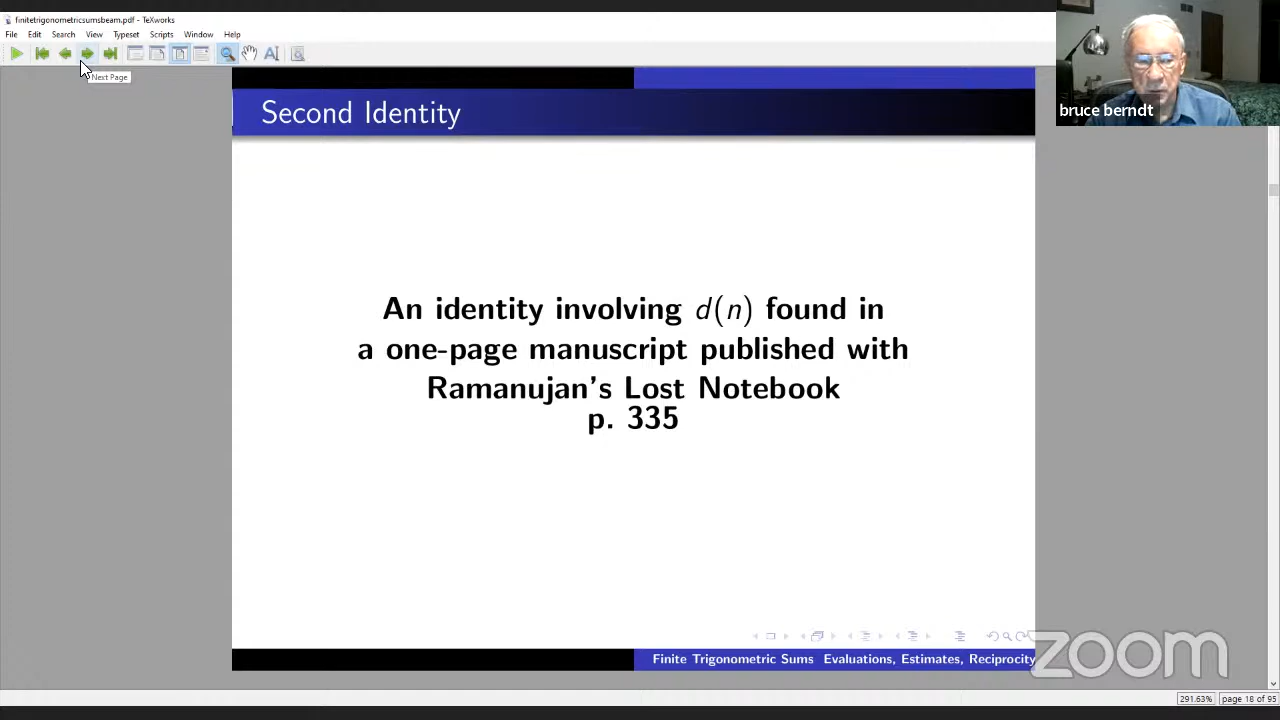 finitetrigonometricsumsbeam.pdf - TeXworks
File Edit Search View Typeset Scripts Window Help
Next Page
bruce berndt
Second Identity
An identity involving d(n) found in
a one-page manuscript published with
Ramanujan's Lost Notebook
p. 335
Finite Trigonometric Sums Evaluations, Estimates, Reciprocity
zoom
291.63% page 18 of 95